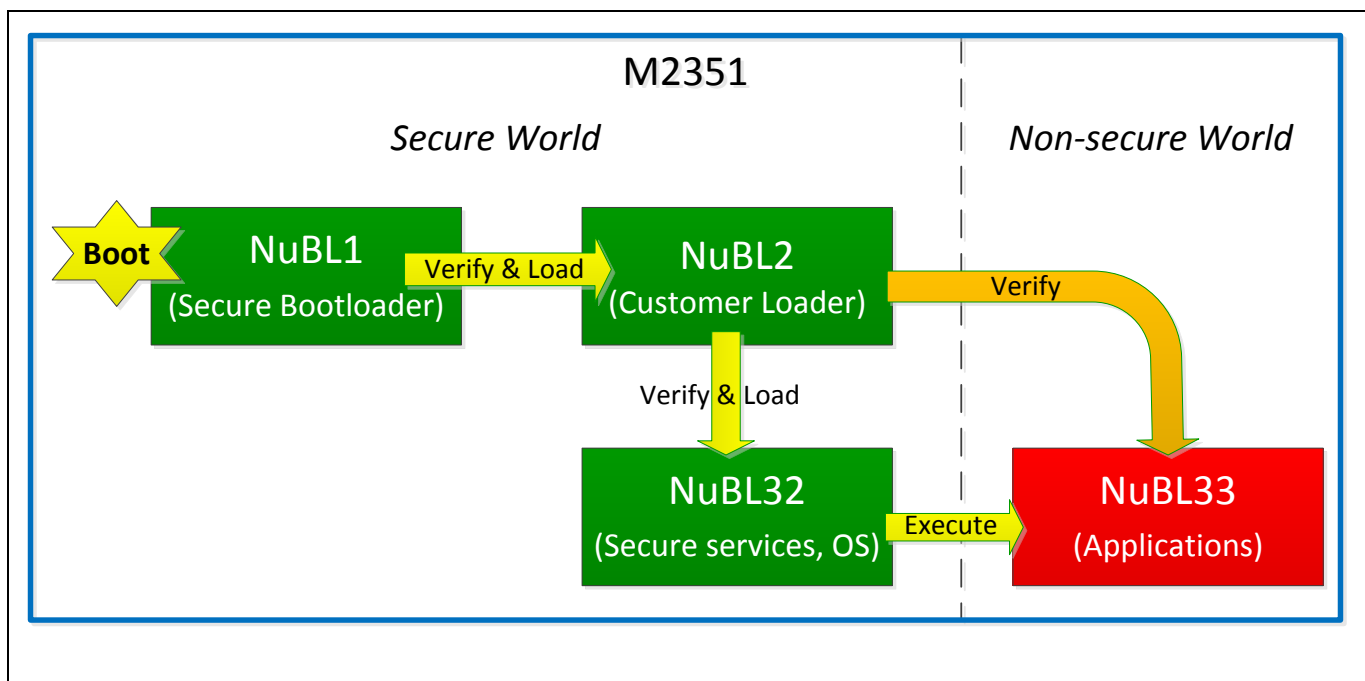 M2351
Secure World
Non-secure World
Boot
NuBL1
(Secure Bootloader)
Verify & Load
NuBL2
(Customer Loader)
Verify
Verify & Load
NuBL32
(Secure services, OS)
Execute
NuBL33
(Applications)